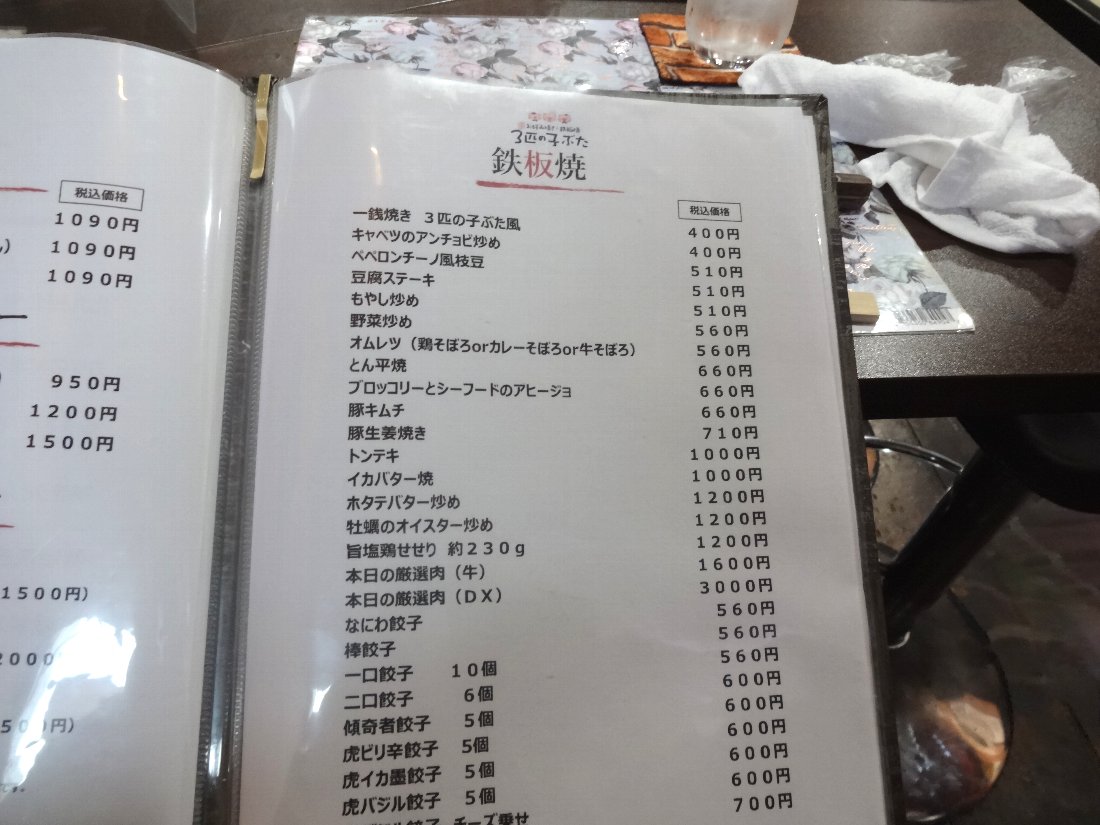 税込価格
1090円
1090円
1090円
950円
1200円
1500円
1500円）
2000
500円）
3匹の子ぶた
鉄板焼
税込価格
一銭焼き 3匹の子ぶた風 400円
キャベツのアンチョビ炒め 400円
ペペロンチーノ風枝豆 510円
豆腐ステーキ 510円
もやし炒め 510円
野菜炒め 560円
オムレツ（鶏そぼろorカレーそぼろor牛そぼろ） 560円
とん平焼 660円
ブロッコリーとシーフードのアヒージョ 660円
豚キムチ 660円
豚生姜焼き 710円
トンテキ 1000円
イカバター焼 1000円
ホタテバター炒め 1200円
牡蠣のオイスター炒め 1200円
旨塩鶏せせり 約230g 1200円
本日の厳選肉（牛） 1600円
本日の厳選肉（DX） 3000円
なにわ餃子 560円
棒餃子 560円
一口餃子 10個 560円
二口餃子 6個 600円
傾奇者餃子 5個 600円
虎ビリ辛餃子 5個 600円
虎イカ墨餃子 5個 600円
虎バジル餃子 5個 600円
チーズ乗せ 700円